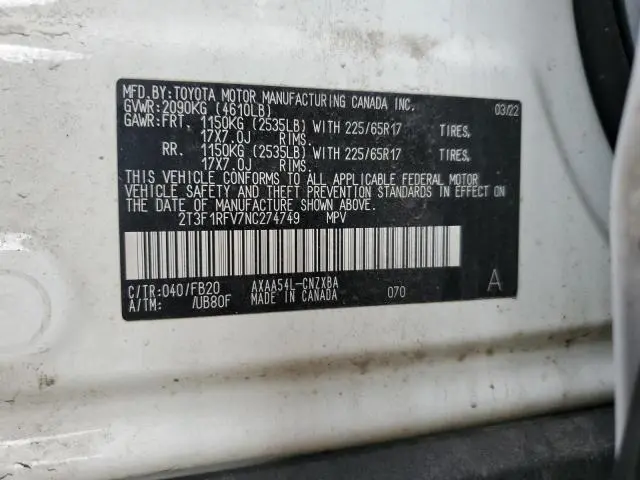 MFD.BY:TOYOTA MOTOR MANUFACTURING CANADA INC. 03/22
GVWR:2090KG (4610LB)
GAWR:FRT. 1150KG (2535LB) WITH 225/65R17 TIRES,
17X7.0J RIMS.
RR. 1150KG (2535LB) WITH 225/65R17 TIRES,
17X7.0J RIMS.
THIS VEHICLE CONFORMS TO ALL APPLICABLE FEDERAL MOTOR
VEHICLE SAFETY AND THEFT PREVENTION STANDARDS IN EFFECT ON
THE DATE OF MANUFACTURE SHOWN ABOVE.
2T3F1RFV7NC274749 MPV
C/TR:040/FB20 AXAA54L-CNZXBA 070 A
A/TM: /UB80F MADE IN CANADA